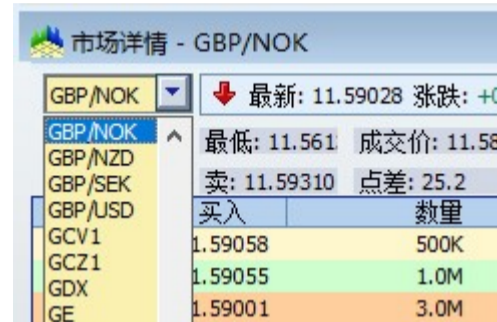 市场详情 - GBP/NOK
GBP/NOK 最新: 11.59028 涨跌: +0
GBP/NOK 最低: 11.561 成交价: 11.58
GBP/NZD
GBP/SEK 卖: 11.59310 点差: 25.2
GBP/USD 买入 数量
GCV1 1.59058 500K
GCZ1 1.59055 1.0M
GDX
GE 1.59001 3.0M